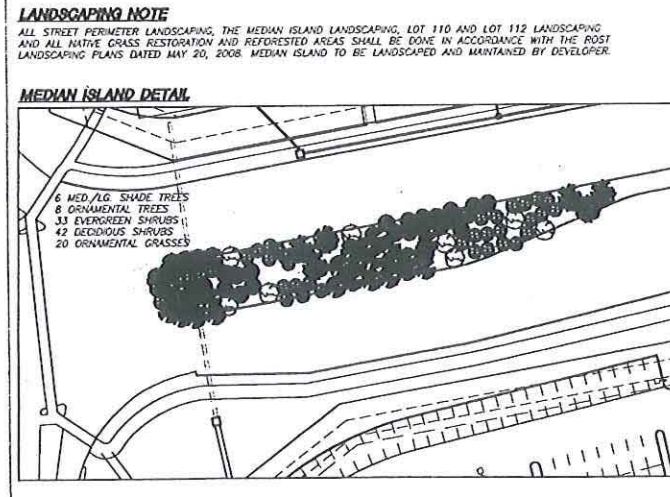 LANDSCAPING NOTE
ALL STREET PERIMETER LANDSCAPING, THE MEDIAN ISLAND LANDSCAPING, LOT 110 AND LOT 112 LANDSCAPING
AND ALL NATIVE GRASS RESTORATION AND REFORESTED AREAS SHALL BE DONE IN ACCORDANCE WITH THE ROST
LANDSCAPING PLANS DATED MAY 20, 2008. MEDIAN ISLAND TO BE LANDSCAPED AND MAINTAINED BY DEVELOPER.
MEDIAN ISLAND DETAIL
6 MED./LG. SHADE TREES
8 ORNAMENTAL TREES
33 EVERGREEN SHRUBS
42 DECIDIOUS SHRUBS
20 ORNAMENTAL GRASSES